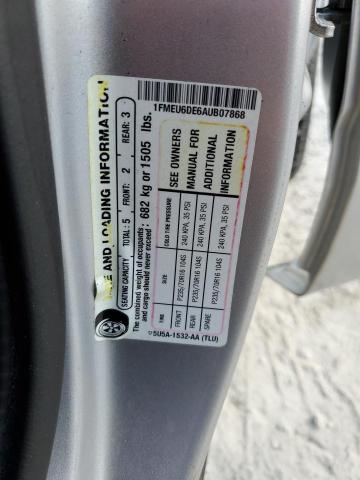 TIRE AND LOADING INFORMATION
SEATING CAPACITY TOTAL: 5 FRONT: 2 REAR: 3
The combined weight of occupants and cargo should never exceed 682 kg or 1505 lbs.
TIRE SIZE COLD TIRE PRESSURE
FRONT P235/70R16 104S 240 KPA, 35 PSI
REAR P235/70R16 104S 240 KPA, 35 PSI
SPARE P235/70R16 104S 240 KPA, 35 PSI
SEE OWNERS
MANUAL FOR
ADDITIONAL
INFORMATION
5U5A-1532-AA (TLU)
1FMEU6DE6AUB07868